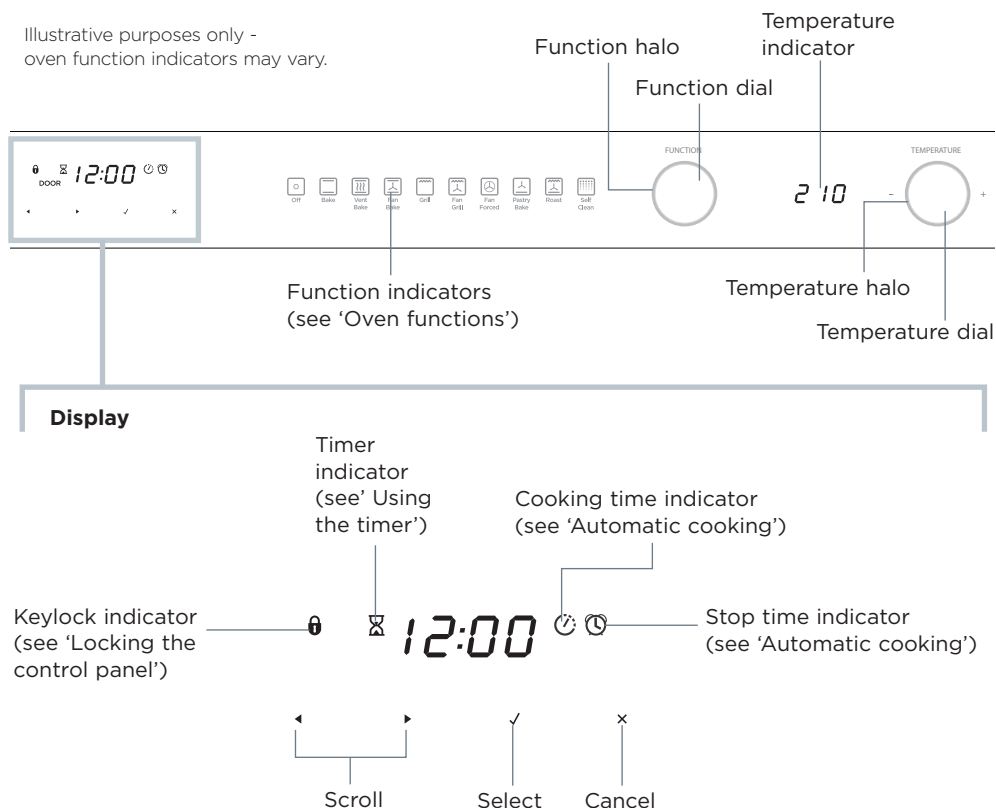 Illustrative purposes only -
oven function indicators may vary.
Function halo
Function dial
Temperature
indicator
DOOR
12:00
Off
Bake
Vent
Bake
Fan
Bake
Grill
Fan
Grill
Fan
Forced
Pastry
Bake
Roast
Self
Clean
FUNCTION
210
TEMPERATURE
-
+
Function indicators
(see 'Oven functions')
Temperature halo
Temperature dial
Display
Timer
indicator
(see' Using
the timer')
Cooking time indicator
(see 'Automatic cooking')
Keylock indicator
(see 'Locking the
control panel')
12:00
Stop time indicator
(see 'Automatic cooking')
Scroll
Select
Cancel